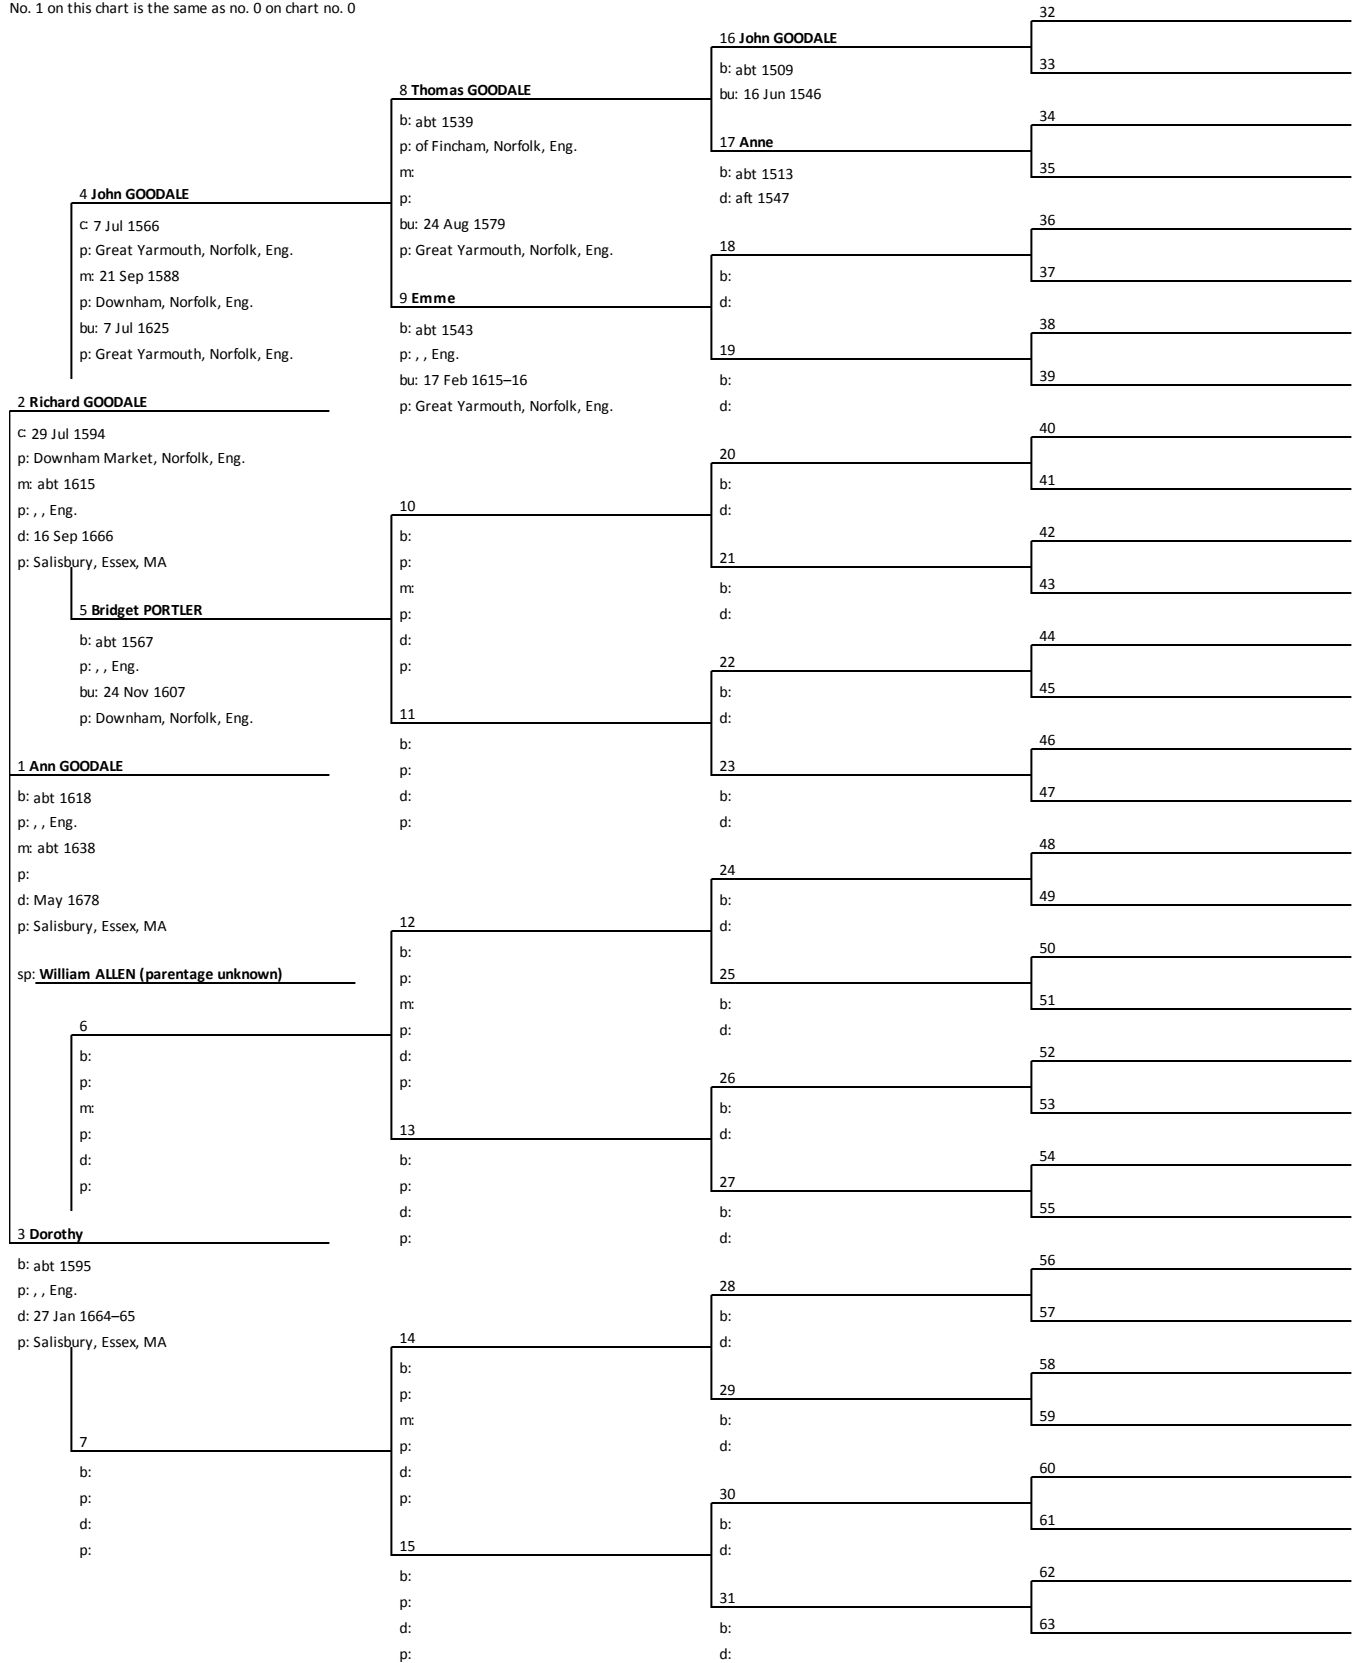 No. 1 on this chart is the same as no. 0 on chart no. 0
2 Richard GOODALE
c: 29 Jul 1594
p: Downham Market, Norfolk, Eng.
m: abt 1615
p: , , Eng.
d: 16 Sep 1666
p: Salisbury, Essex, MA
1 Ann GOODALE
b: abt 1618
p: , , Eng.
m: abt 1638
p:
d: May 1678
p: Salisbury, Essex, MA
sp: William ALLEN (parentage unknown)
3 Dorothy
b: abt 1595
p: , , Eng.
d: 27 Jan 1664–65
p: Salisbury, Essex, MA
4 John GOODALE
c: 7 Jul 1566
p: Great Yarmouth, Norfolk, Eng.
m: 21 Sep 1588
p: Downham, Norfolk, Eng.
bu: 7 Jul 1625
p: Great Yarmouth, Norfolk, Eng.
5 Bridget PORTLER
b: abt 1567
p: , , Eng.
bu: 24 Nov 1607
p: Downham, Norfolk, Eng.
6
b:
p:
m:
p:
d:
p:
7
b:
p:
d:
p:
8 Thomas GOODALE
b: abt 1539
p: of Fincham, Norfolk, Eng.
m:
p:
bu: 24 Aug 1579
p: Great Yarmouth, Norfolk, Eng.
9 Emme
b: abt 1543
p: , , Eng.
bu: 17 Feb 1615–16
p: Great Yarmouth, Norfolk, Eng.
10
b:
p:
m:
p:
d:
p:
11
b:
p:
d:
p:
12
b:
p:
m:
p:
d:
p:
13
b:
p:
d:
p:
14
b:
p:
m:
p:
d:
p:
15
b:
p:
d:
p:
16 John GOODALE
b: abt 1509
bu: 16 Jun 1546
17 Anne
b: abt 1513
d: aft 1547
18
b:
d:
19
b:
d:
20
b:
d:
21
b:
d:
22
b:
d:
23
b:
d:
24
b:
d:
25
b:
d:
26
b:
d:
27
b:
d:
28
b:
d:
29
b:
d:
30
b:
d:
31
b:
d:
32
33
34
35
36
37
38
39
40
41
42
43
44
45
46
47
48
49
50
51
52
53
54
55
56
57
58
59
60
61
62
63